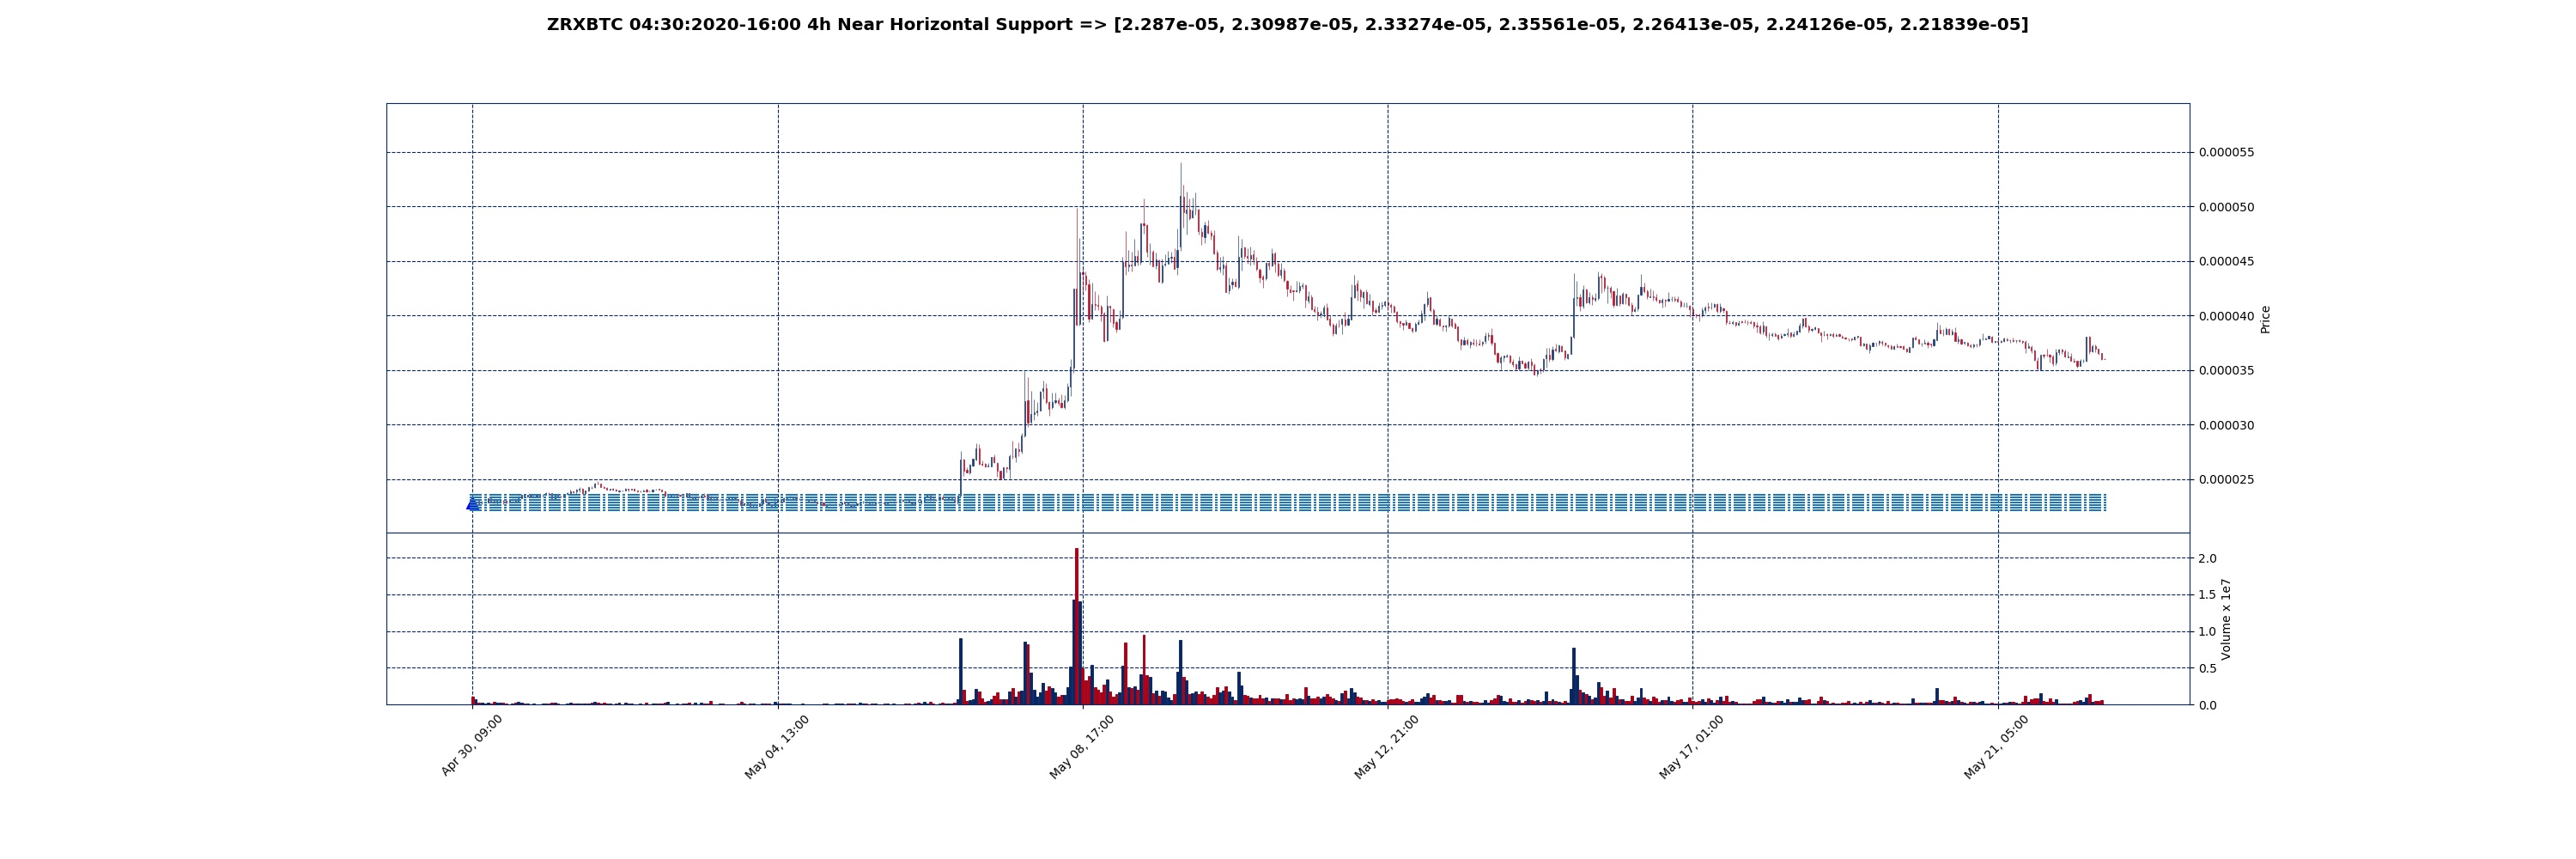 ZRXBTC 04:30:2020-16:00 4h Near Horizontal Support => [2.287e-05, 2.30987e-05, 2.33274e-05, 2.35561e-05, 2.26413e-05, 2.24126e-05, 2.21839e-05]
0.000055
0.000050
0.000045
0.000040
0.000035
0.000030
0.000025
Price
2.0
1.5
1.0
0.5
0.0
Volume x 1e7
Apr 30, 09:00
May 04, 13:00
May 08, 17:00
May 12, 21:00
May 17, 01:00
May 21, 05:00